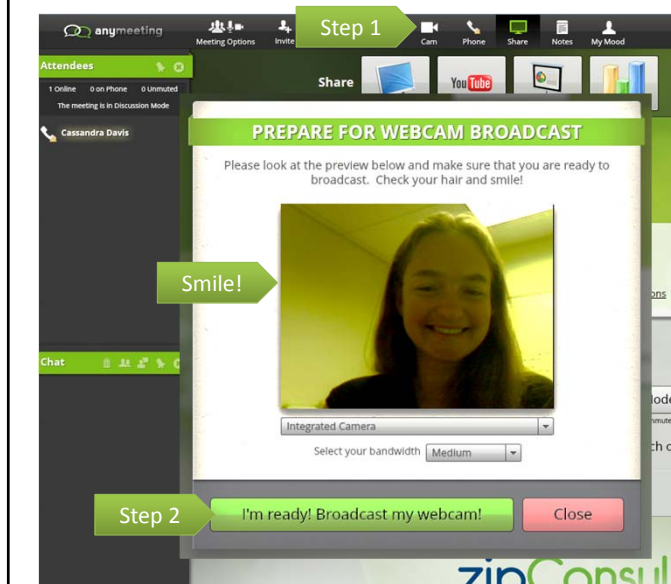 anymeeting
Meeting Options
Invite
Step 1
Cam
Phone
Share
Notes
My Mood
Attendees
1 Online 0 on Phone 0 Unmuted
The meeting is in Discussion Mode
Cassandra Davis
Share
You Tube
PREPARE FOR WEBCAM BROADCAST
Please look at the preview below and make sure that you are ready to
broadcast. Check your hair and smile!
Smile!
Integrated Camera
Select your bandwidth Medium
Chat
Step 2
I'm ready! Broadcast my webcam!
Close